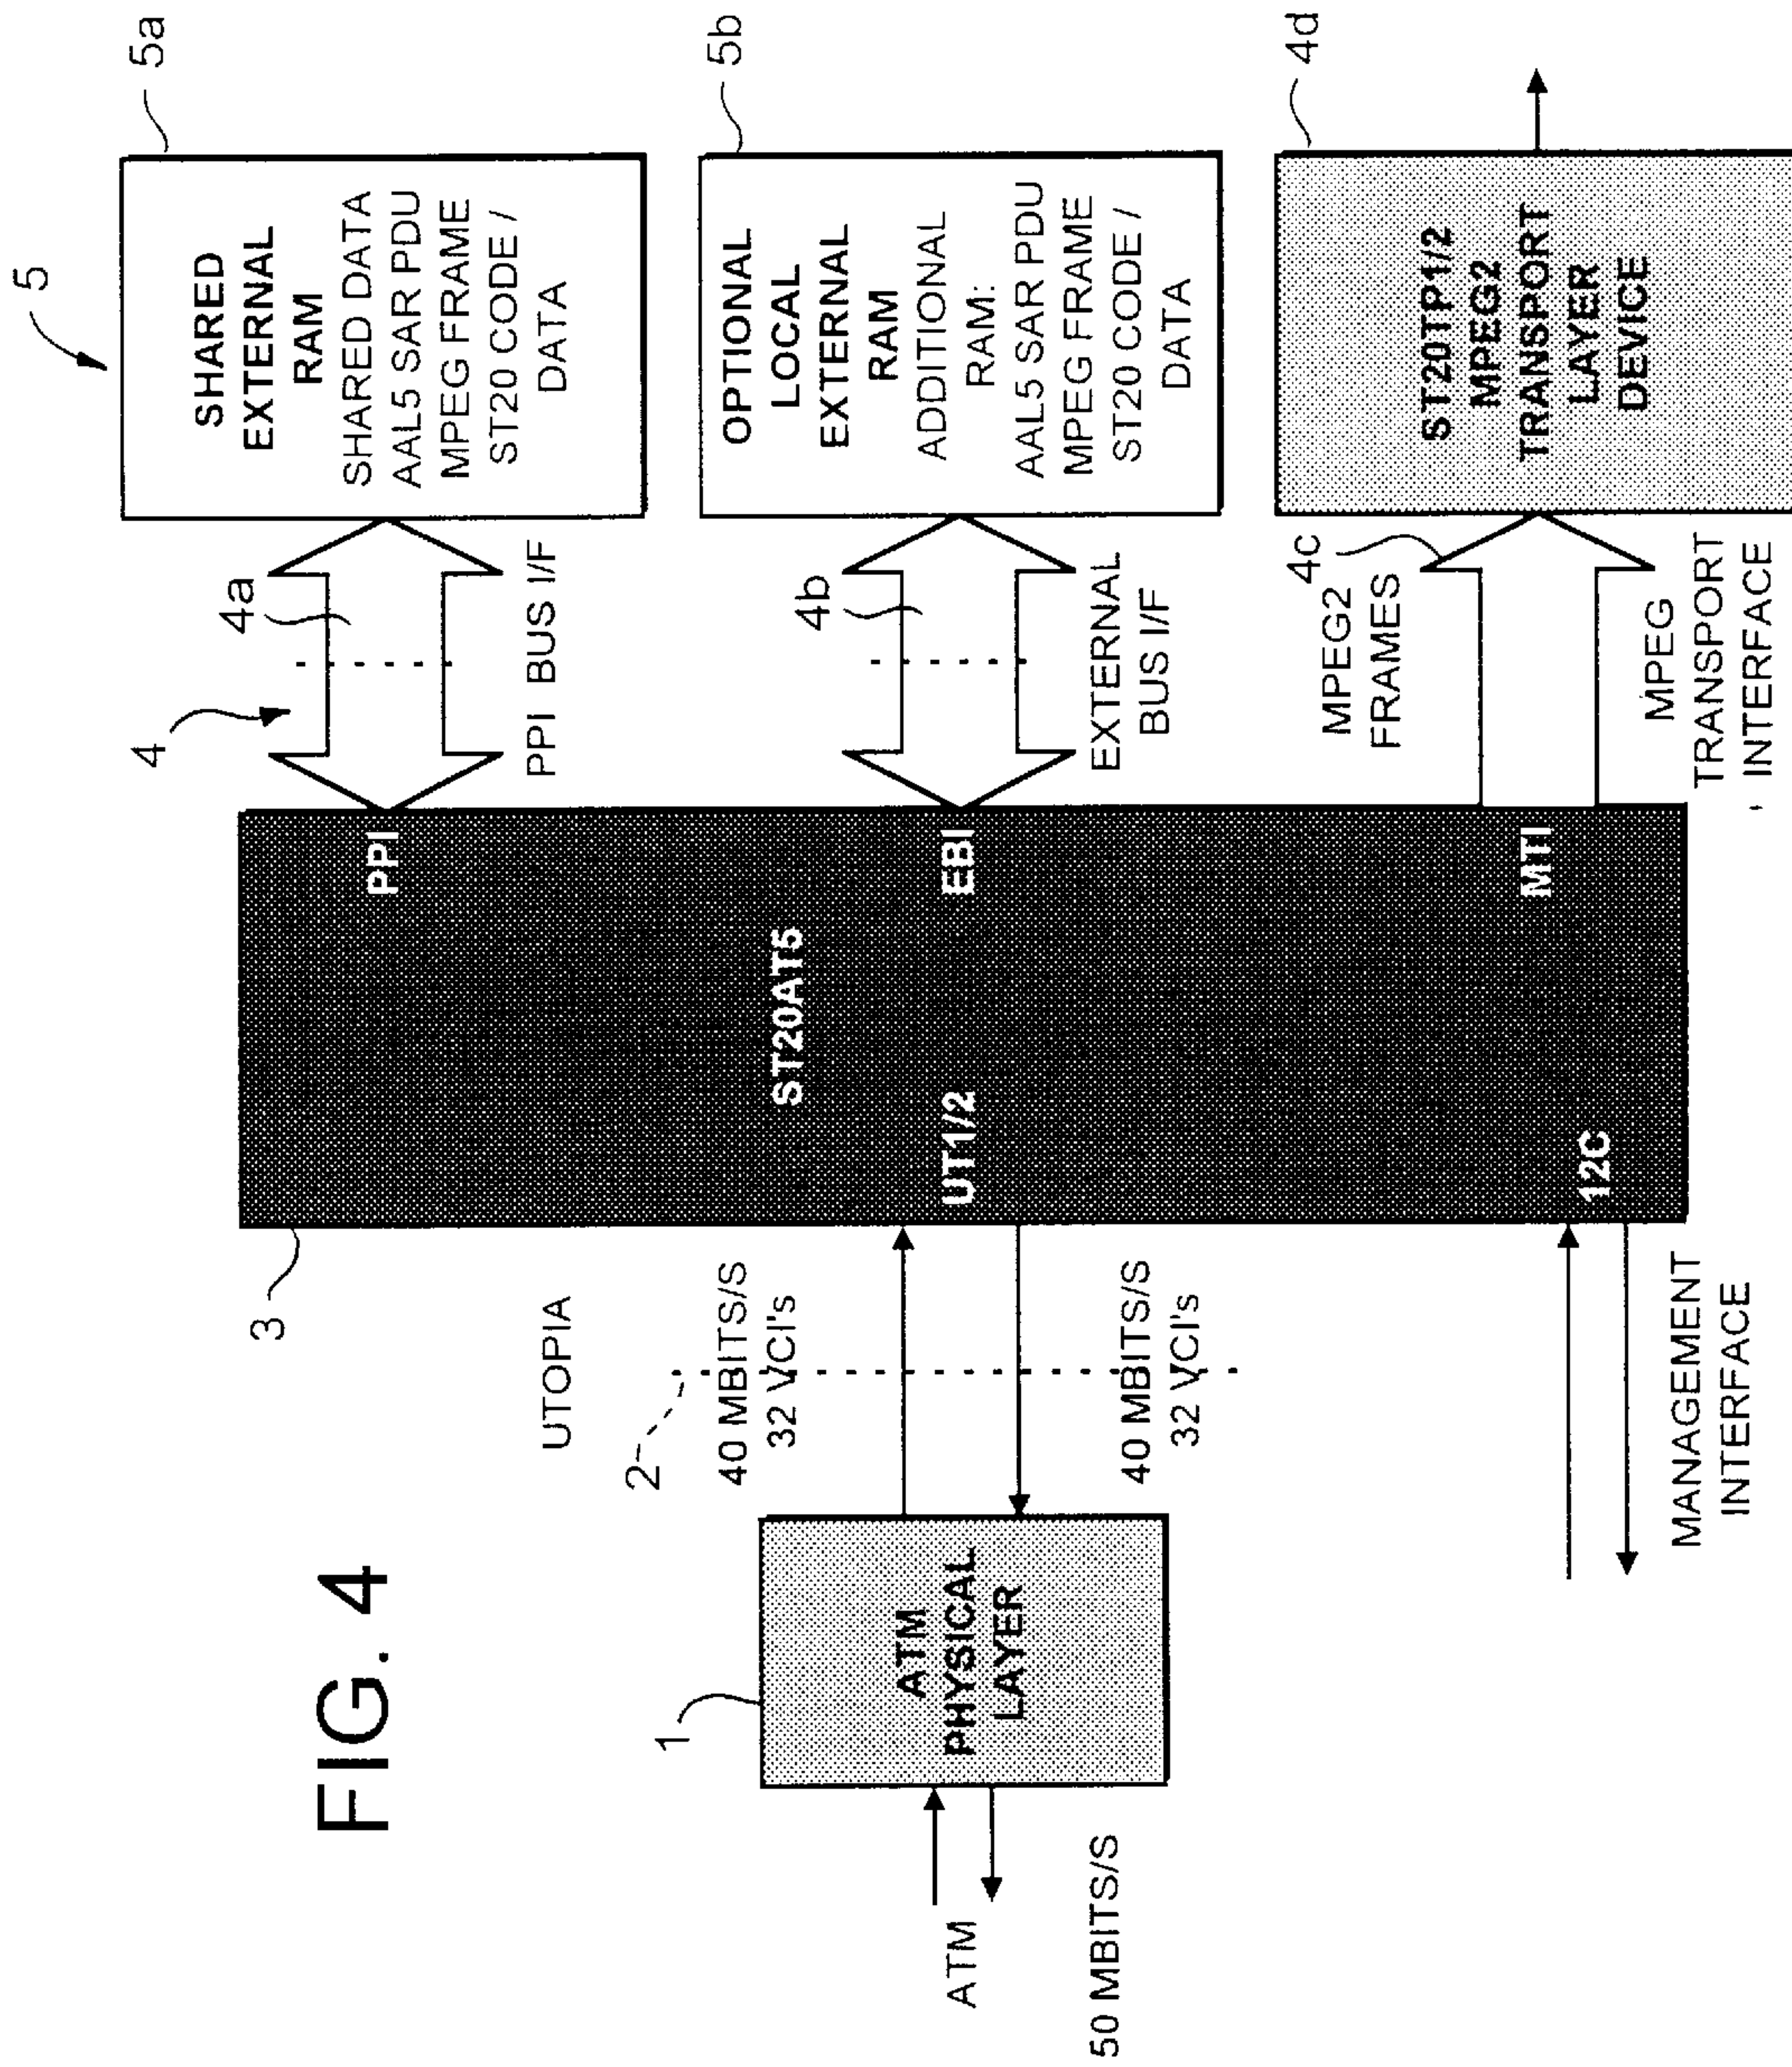 FIG. 4
5
5a
SHARED
EXTERNAL
RAM
SHARED DATA
AAL5 SAR PDU
MPEG FRAME
ST20 CODE /
DATA
4
4a
PPI BUS I/F
PPI
5b
OPTIONAL
LOCAL
EXTERNAL
RAM
ADDITIONAL
RAM:
AAL5 SAR PDU
MPEG FRAME
ST20 CODE /
DATA
4b
EXTERNAL
BUS I/F
EBI
4d
ST20TP1/2
MPEG2
TRANSPORT
LAYER
DEVICE
4c
MPEG2
FRAMES
MPEG
TRANSPORT
INTERFACE
MTI
3
ST20AT5
UT1/2
12C
UTOPIA
2
40 MBITS/S
32 VCI's
40 MBITS/S
32 VCI's
MANAGEMENT
INTERFACE
1
ATM
PHYSICAL
LAYER
ATM
50 MBITS/S